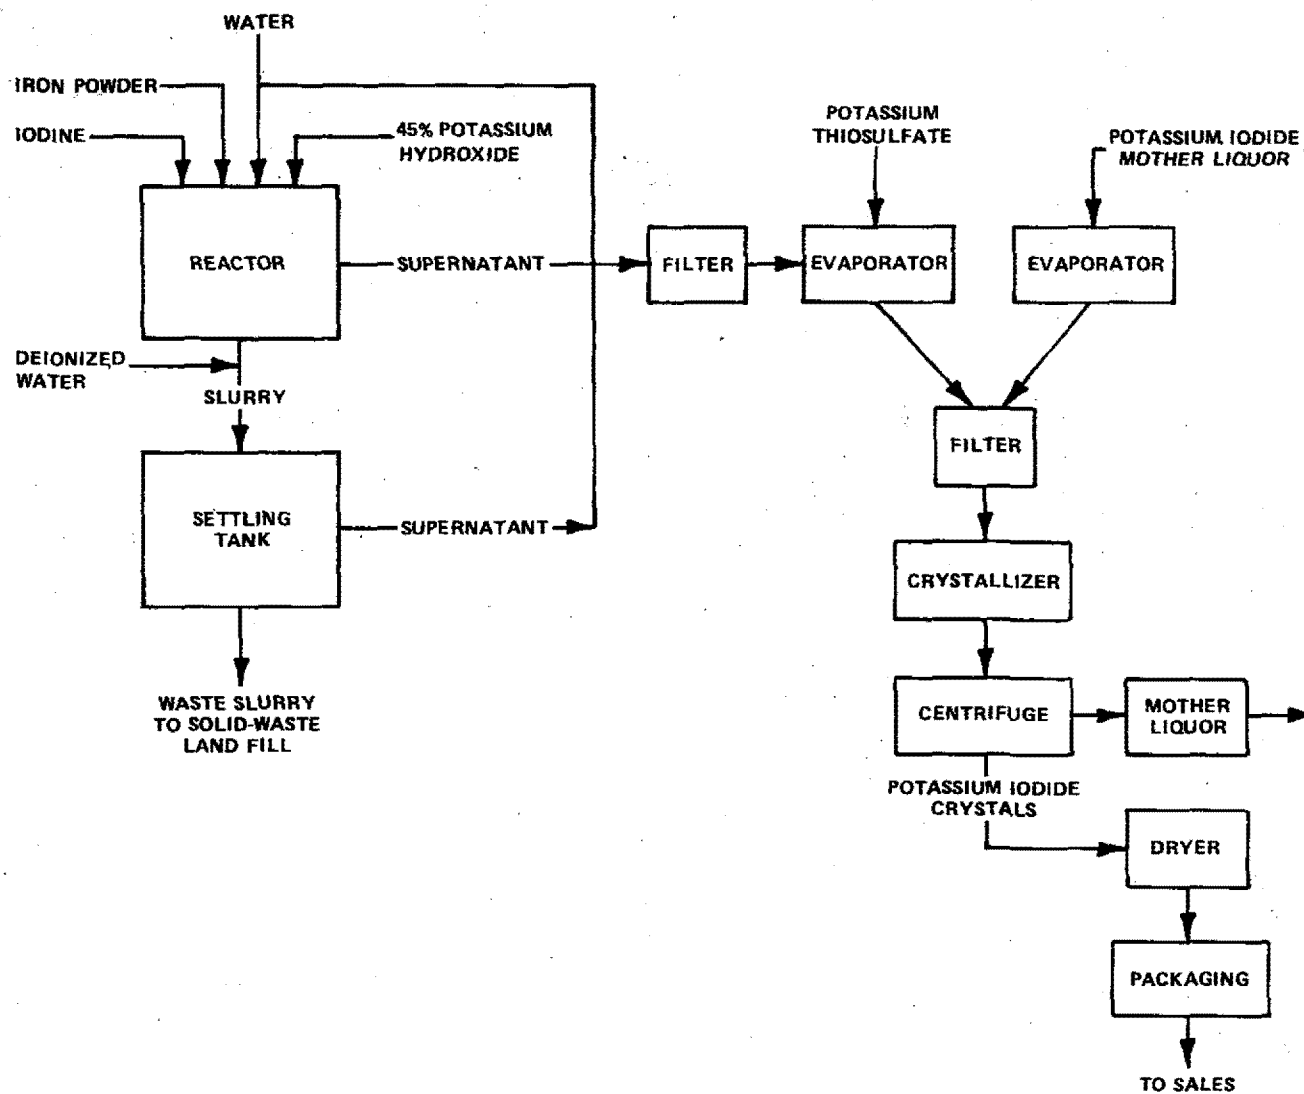 WATER
IRON POWDER
IODINE
45% POTASSIUM
HYDROXIDE
POTASSIUM
THIOSULFATE
POTASSIUM IODIDE
MOTHER LIQUOR
REACTOR
SUPERNATANT
FILTER
EVAPORATOR
EVAPORATOR
DEIONIZED
WATER
SLURRY
FILTER
SETTLING
TANK
SUPERNATANT
CRYSTALLIZER
WASTE SLURRY
TO SOLID-WASTE
LAND FILL
CENTRIFUGE
MOTHER
LIQUOR
POTASSIUM IODIDE
CRYSTALS
DRYER
PACKAGING
TO SALES